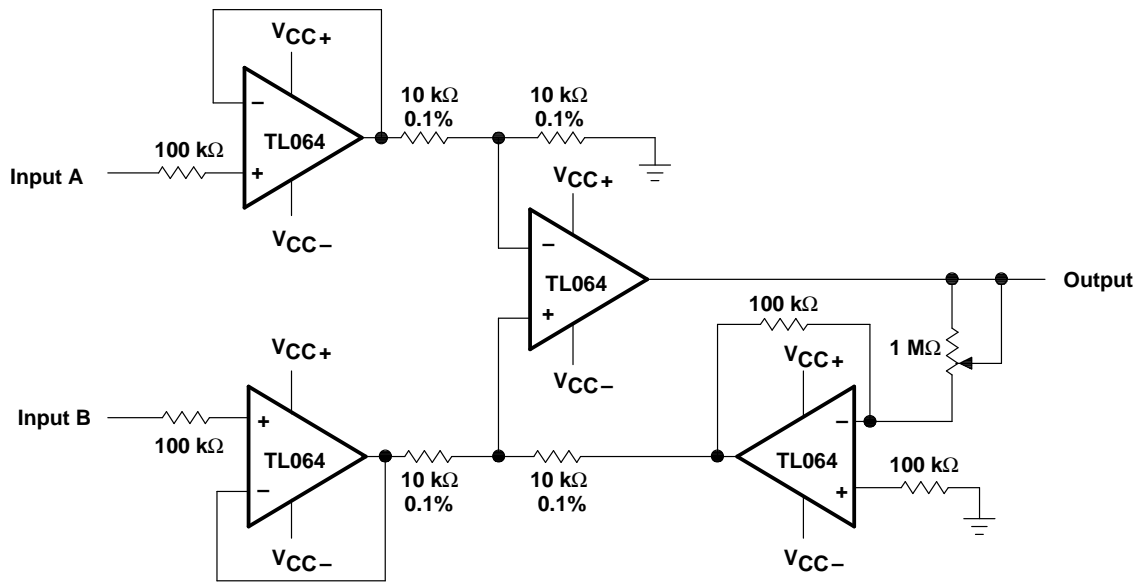 VCC+
10 kΩ
0.1%
10 kΩ
0.1%
−
TL064
100 kΩ
+
Input A
VCC+
VCC−
−
TL064
Output
100 kΩ
+
VCC+
1 MΩ
VCC+
VCC−
Input B
+
−
100 kΩ
TL064
TL064
100 kΩ
−
10 kΩ
0.1%
10 kΩ
0.1%
+
VCC−
VCC−